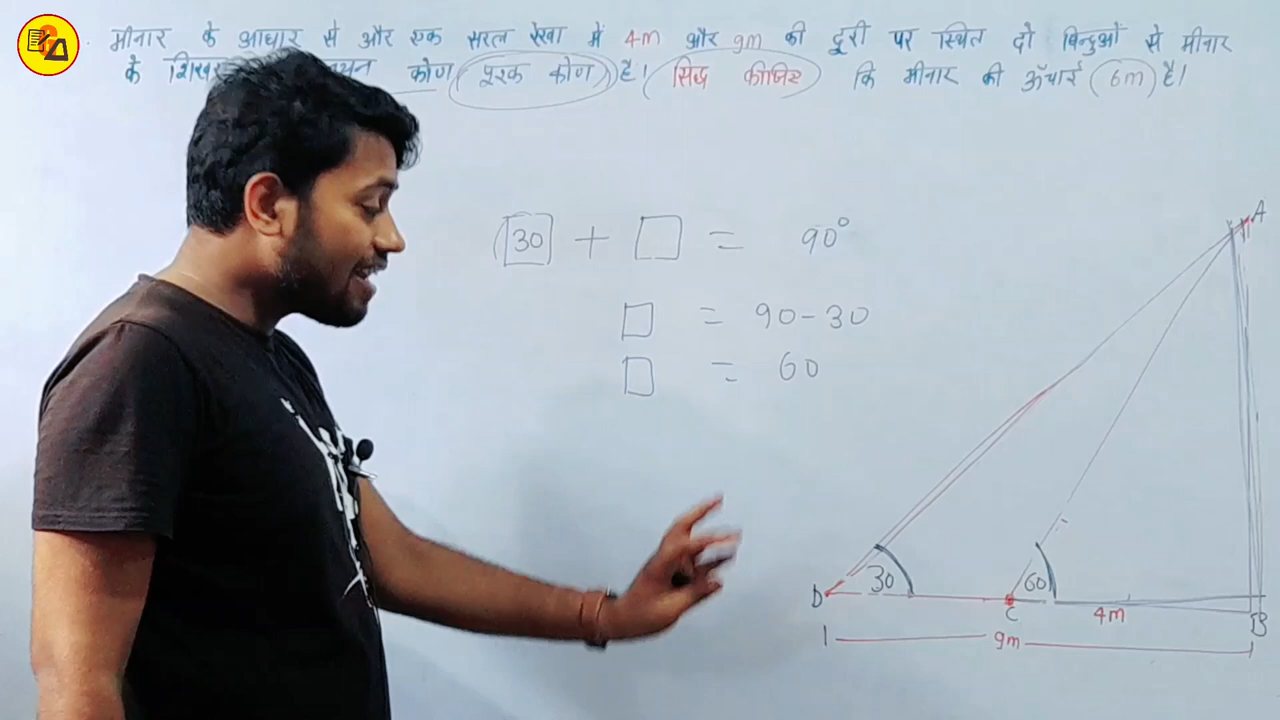 मीनार के आधार से और एक सरल रेखा में 4m और 9m की दूरी पर स्थित दो बिन्दुओं से मीनार
के कोण पूरक कोण है। सिद्ध कीजिए कि मीनार की ऊँचाई 6m है।
A
30 + □ = 90°
□ = 90-30
□ = 60
D 30 C 60 4m B
9m